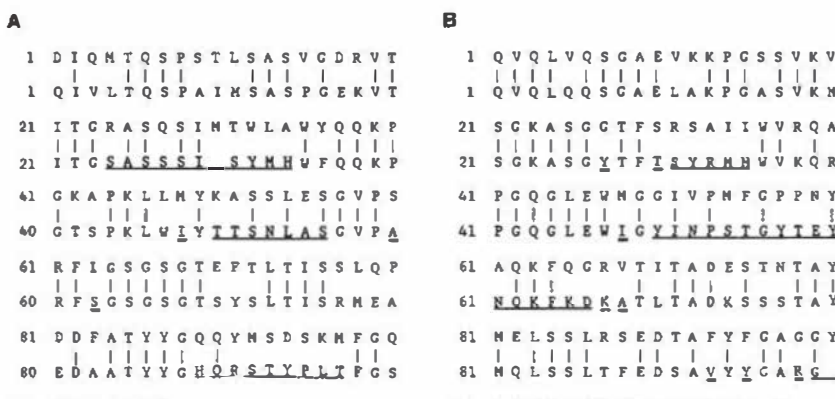 A
1 D I Q M T Q S P S T L S A S V G D R V T
1 Q I V L T Q S P A I M S A S P G E K V T
21 I T G R A S Q S I M T W L A W Y Q Q K P
21 I T G S A S S S I _ S Y M H W F Q Q K P
41 G K A P K L L M Y K A S S L E S G V P S
40 G T S P K L W I Y T T S N L A S G V P A
61 R F I G S G S G T E F T L T I S S L Q P
60 R F S G S G S G T S Y S L T I S R M E A
81 D D F A T Y Y G Q Q Y M S D S K M F G Q
80 E D A A T Y Y G H Q R S T Y P L T F G S
B
1 Q V Q L V Q S G A E V K K P G S S V K V
1 Q V Q L Q Q S G A E L A K P G A S V K M
21 S G K A S G G T F S R S A I I W V R Q A
21 S G K A S G Y T F T S Y R M H W V K Q R
41 P G Q G L E W M G G I V P M F G P P N Y
41 P G Q G L E W I G Y I N P S T G Y T E Y
61 A Q K F Q G R V T I T A D E S T N T A Y
61 N Q K F K D K A T L T A D K S S S T A Y
81 M E L S S L R S E D T A F Y F G A G G Y
81 M Q L S S L T F E D S A V Y Y G A R G